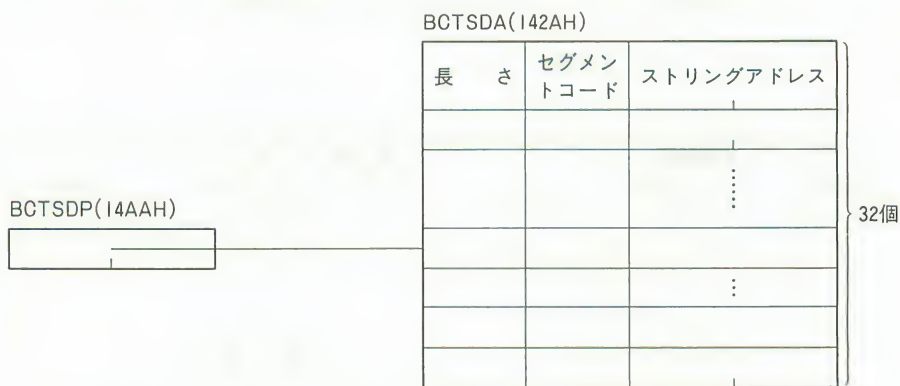 BCTSDA(142AH)
長さ
セグメン
トコード
ストリングアドレス
BCTSDP(14AAH)
32個